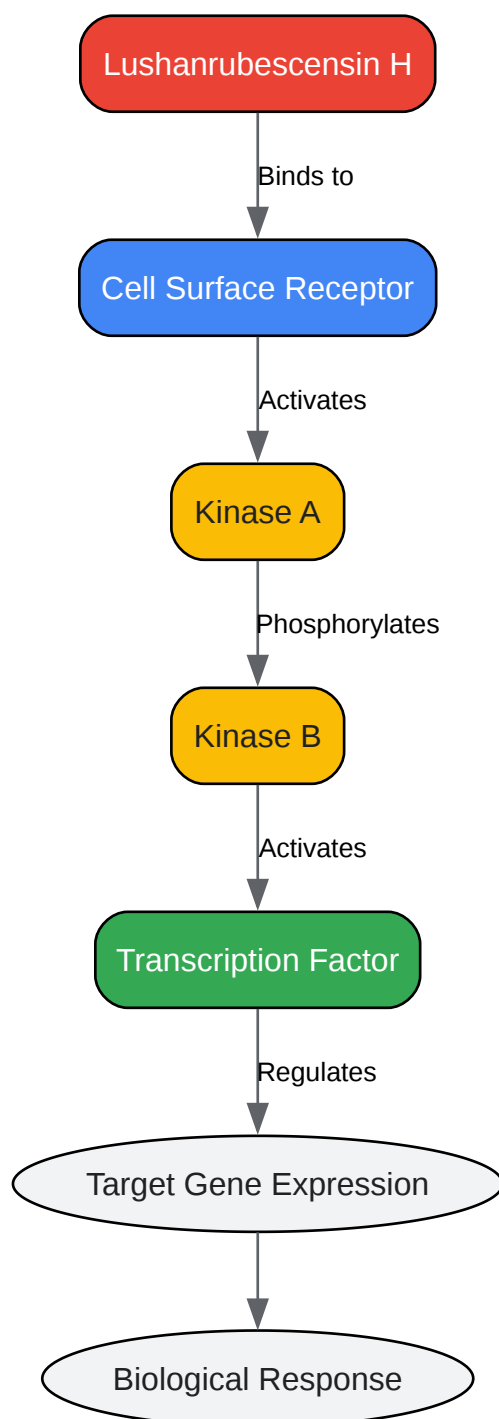 Lushanrubescensin H
Binds to
Cell Surface Receptor
Activates
Kinase A
Phosphorylates
Kinase B
Activates
Transcription Factor
Regulates
Target Gene Expression
Biological Response